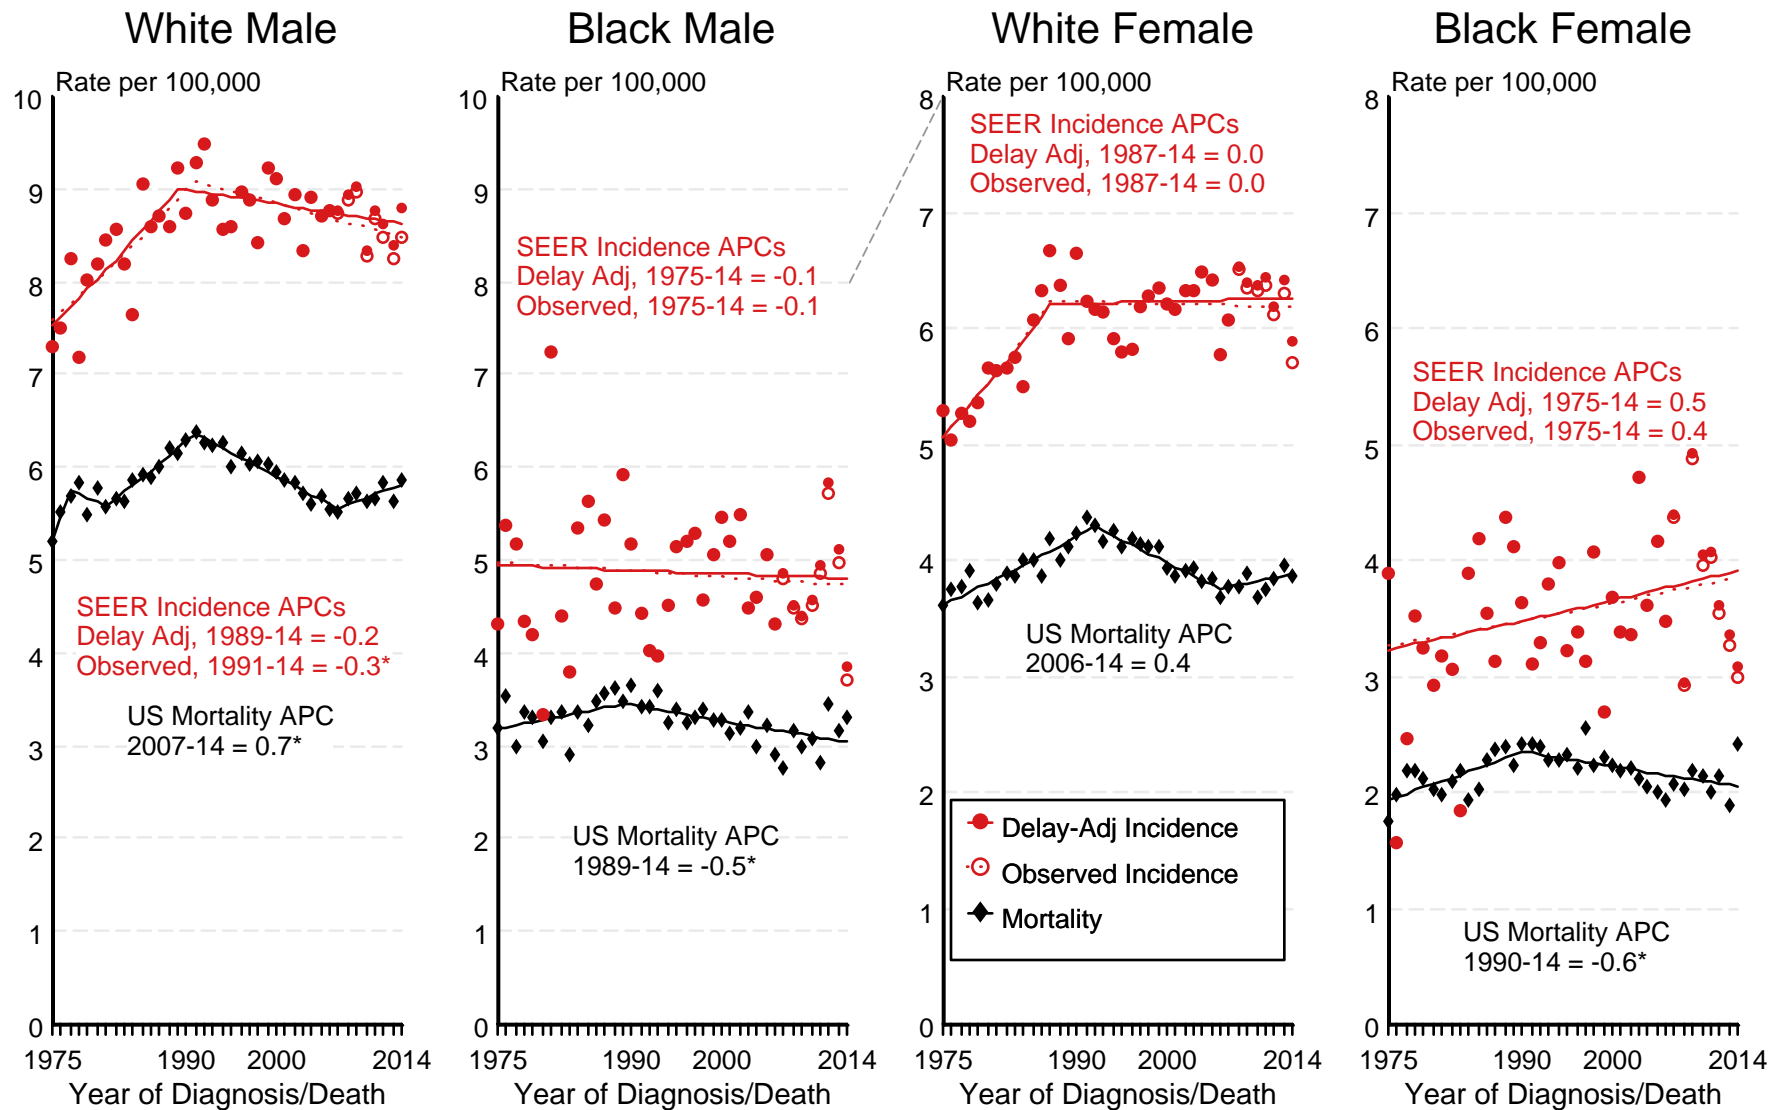 White Male
Rate per 100,000
10
9
8
7
6
5
4
3
2
1
0
SEER Incidence APCs
Delay Adj, 1989-14 = -0.2
Observed, 1991-14 = -0.3*
US Mortality APC
2007-14 = 0.7*
1975 1990 2000 2014
Year of Diagnosis/Death
Black Male
Rate per 100,000
10
9
8
7
6
5
4
3
2
1
0
SEER Incidence APCs
Delay Adj, 1975-14 = -0.1
Observed, 1975-14 = -0.1
US Mortality APC
1989-14 = -0.5*
1975 1990 2000 2014
Year of Diagnosis/Death
White Female
Rate per 100,000
8
7
6
5
4
3
2
1
0
SEER Incidence APCs
Delay Adj, 1987-14 = 0.0
Observed, 1987-14 = 0.0
US Mortality APC
2006-14 = 0.4
Delay-Adj Incidence
Observed Incidence
Mortality
1975 1990 2000 2014
Year of Diagnosis/Death
Black Female
Rate per 100,000
8
7
6
5
4
3
2
1
0
SEER Incidence APCs
Delay Adj, 1975-14 = 0.5
Observed, 1975-14 = 0.4
US Mortality APC
1990-14 = -0.6*
1975 1990 2000 2014
Year of Diagnosis/Death